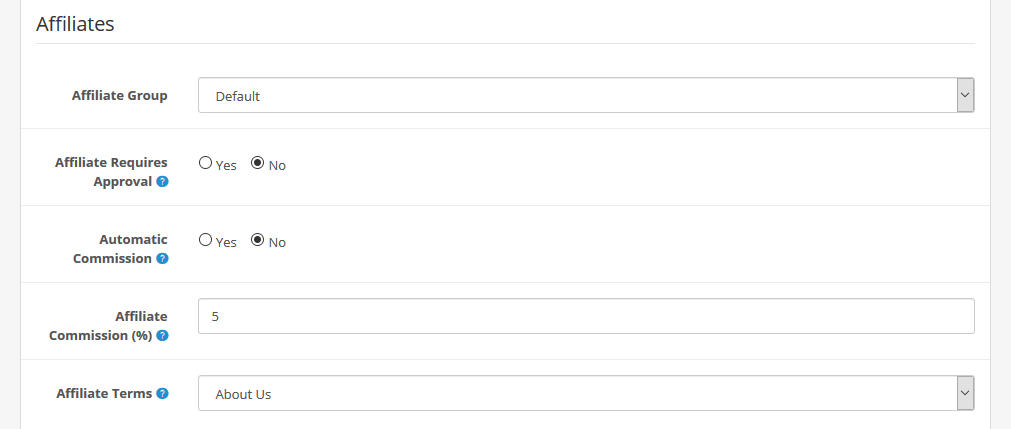 Affiliates
Affiliate Group
Default
Affiliate Requires
Approval ?
Yes No
Automatic
Commission ?
Yes No
Affiliate
Commission (%) ?
5
Affiliate Terms ?
About Us